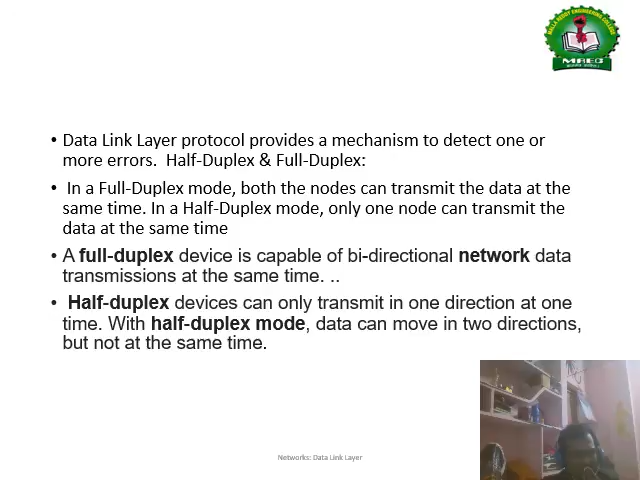 MALLA REDDY ENGINEERING COLLEGE
MREC
• Data Link Layer protocol provides a mechanism to detect one or
more errors.  Half-Duplex & Full-Duplex:
•  In a Full-Duplex mode, both the nodes can transmit the data at the
same time. In a Half-Duplex mode, only one node can transmit the
data at the same time
• A full-duplex device is capable of bi-directional network data
transmissions at the same time. ..
•  Half-duplex devices can only transmit in one direction at one
time. With half-duplex mode, data can move in two directions,
but not at the same time.
Networks: Data Link Layer